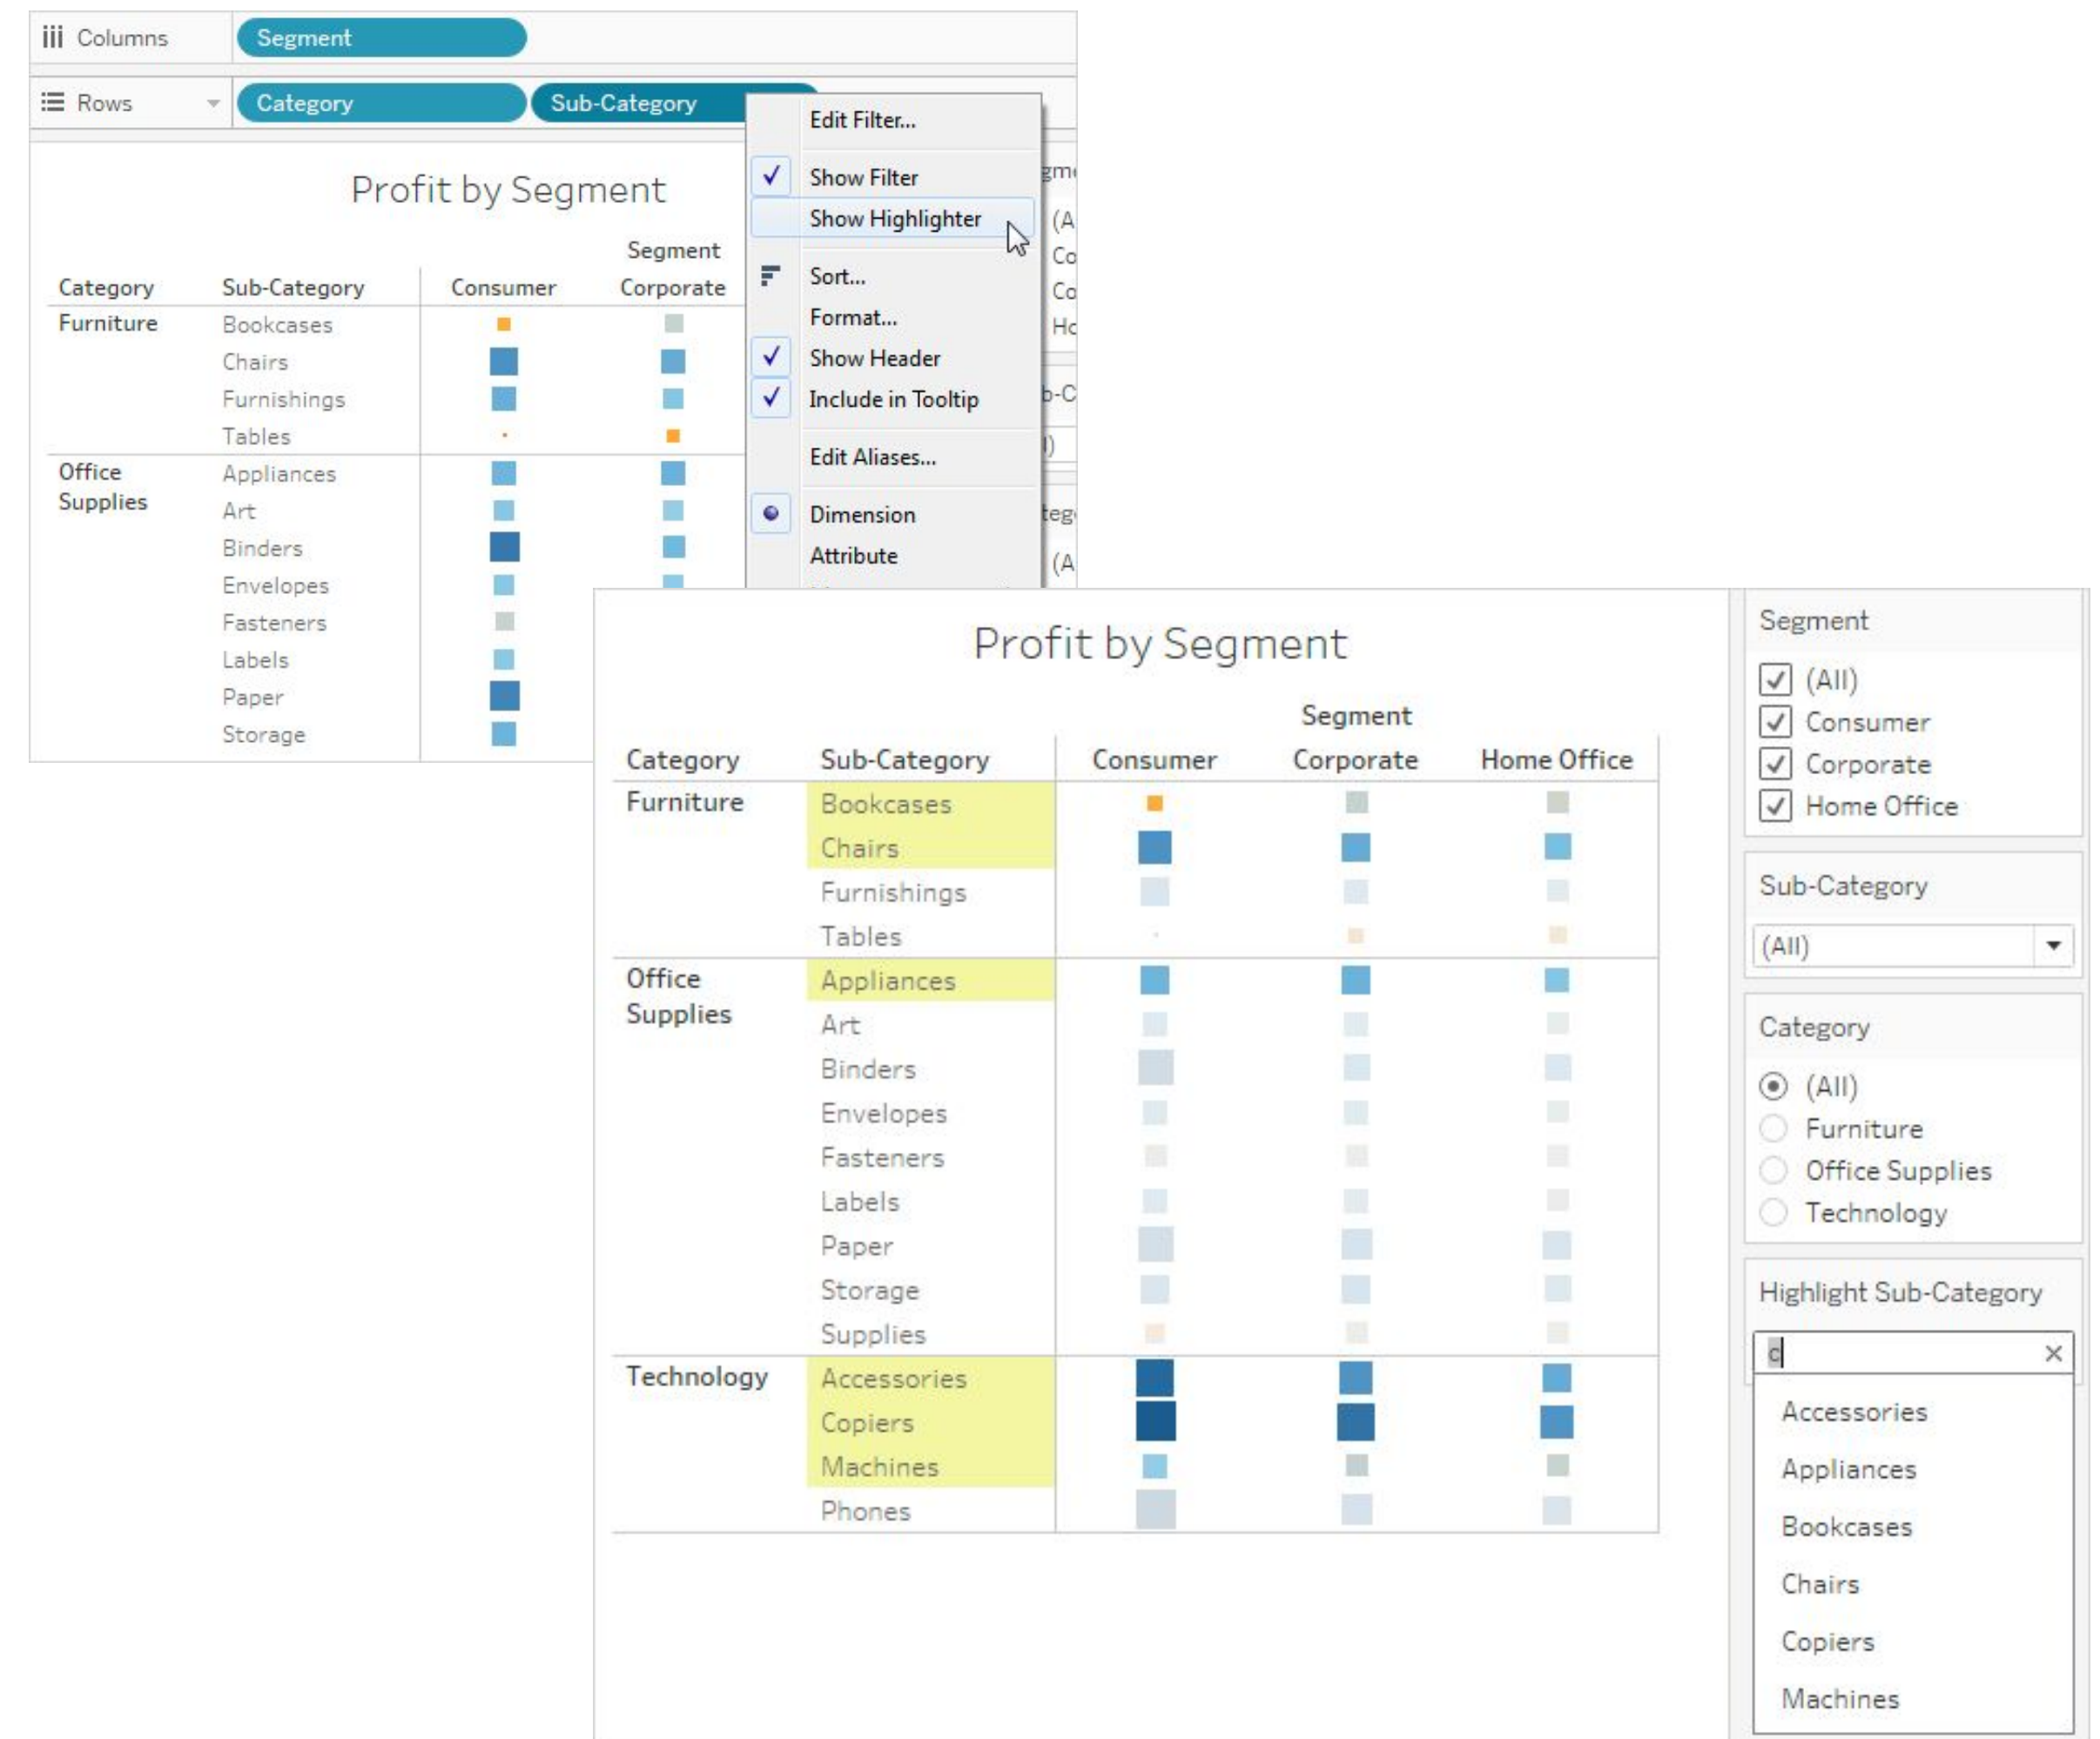 Columns Segment
Rows Category Sub-Category
Edit Filter...
Show Filter
Show Highlighter
Sort...
Format...
Show Header
Include in Tooltip
Edit Aliases...
Dimension
Attribute
Profit by Segment
Segment
Category Sub-Category Consumer Corporate
Furniture Bookcases
Chairs
Furnishings
Tables
Office Supplies Appliances
Art
Binders
Envelopes
Fasteners
Labels
Paper
Storage
Profit by Segment
Segment
Category Sub-Category Consumer Corporate Home Office
Furniture Bookcases
Chairs
Furnishings
Tables
Office Supplies Appliances
Art
Binders
Envelopes
Fasteners
Labels
Paper
Storage
Supplies
Technology Accessories
Copiers
Machines
Phones
Segment
(All)
Consumer
Corporate
Home Office
Sub-Category
(All)
Category
(All)
Furniture
Office Supplies
Technology
Highlight Sub-Category
c
Accessories
Appliances
Bookcases
Chairs
Copiers
Machines